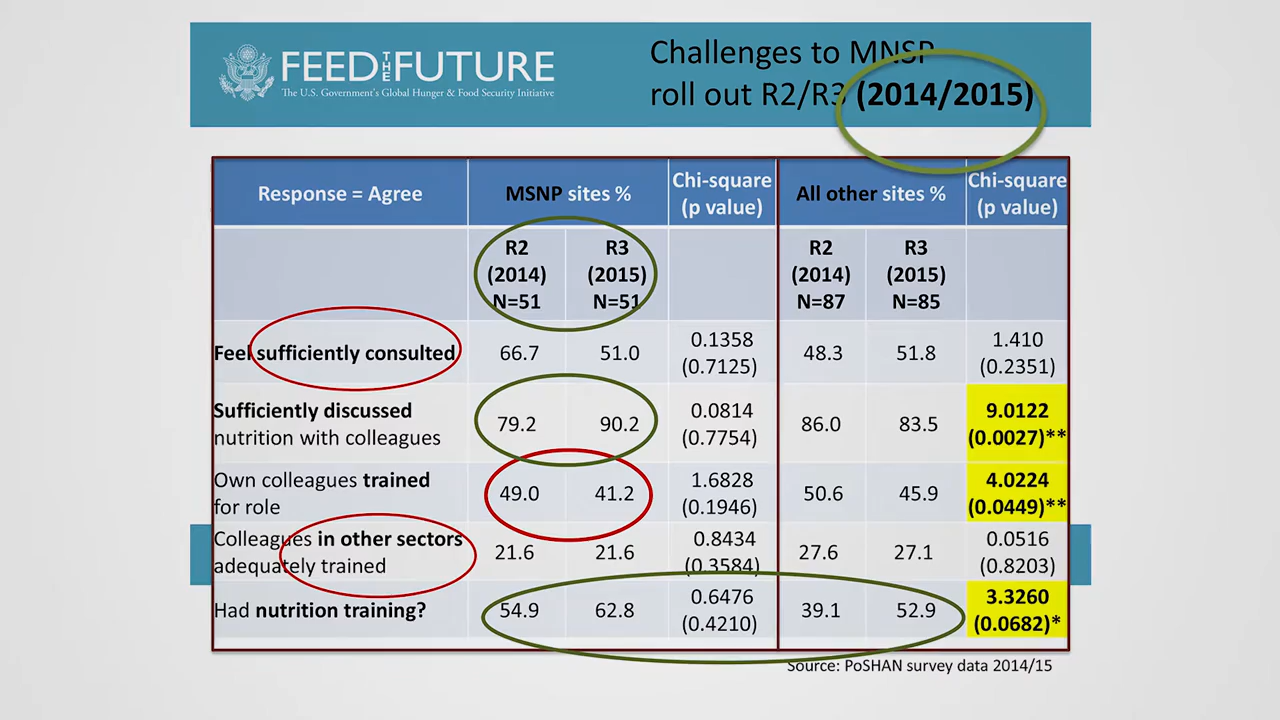 FEED THE FUTURE
The U.S. Government's Global Hunger & Food Security Initiative
Challenges to MNSP
roll out R2/R3 (2014/2015)
Response = Agree
MSNP sites %
Chi-square
(p value)
All other sites %
Chi-square
(p value)
R2
(2014)
N=51
R3
(2015)
N=51
R2
(2014)
N=87
R3
(2015)
N=85
Feel sufficiently consulted
66.7
51.0
0.1358
(0.7125)
48.3
51.8
1.410
(0.2351)
Sufficiently discussed
nutrition with colleagues
79.2
90.2
0.0814
(0.7754)
86.0
83.5
9.0122
(0.0027)**
Own colleagues trained
for role
49.0
41.2
1.6828
(0.1946)
50.6
45.9
4.0224
(0.0449)**
Colleagues in other sectors
adequately trained
21.6
21.6
0.8434
(0.3584)
27.6
27.1
0.0516
(0.8203)
Had nutrition training?
54.9
62.8
0.6476
(0.4210)
39.1
52.9
3.3260
(0.0682)*
Source: PoSHAN survey data 2014/15